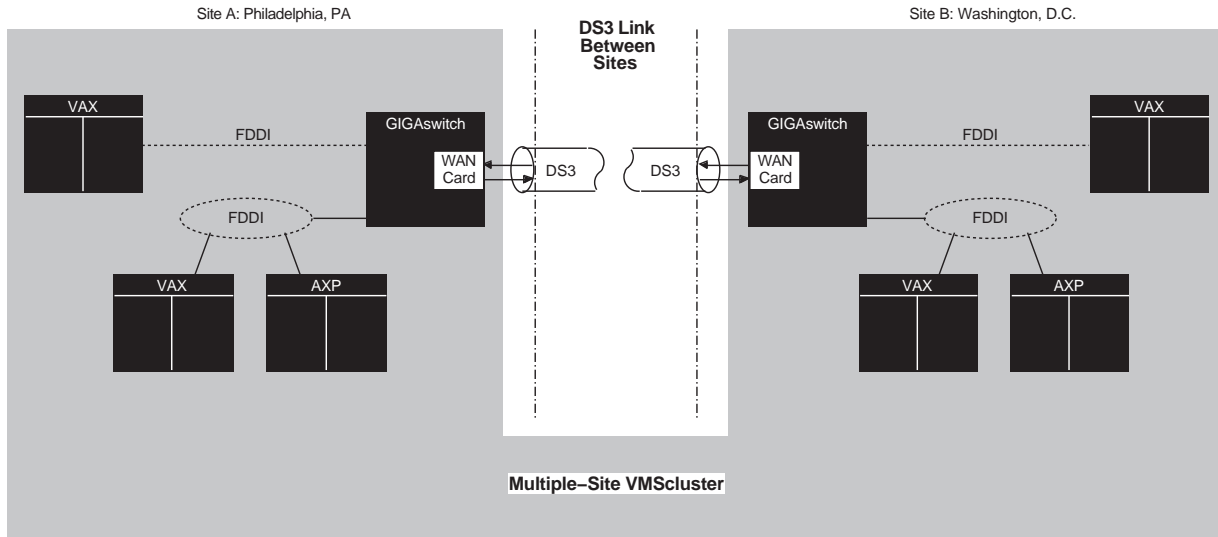 Site A: Philadelphia, PA
DS3 Link
Between
Sites
Site B: Washington, D.C.
VAX
FDDI
GIGAswitch
WAN
Card
DS3
DS3
GIGAswitch
WAN
Card
FDDI
VAX
FDDI
FDDI
VAX
AXP
VAX
AXP
Multiple–Site VMScluster